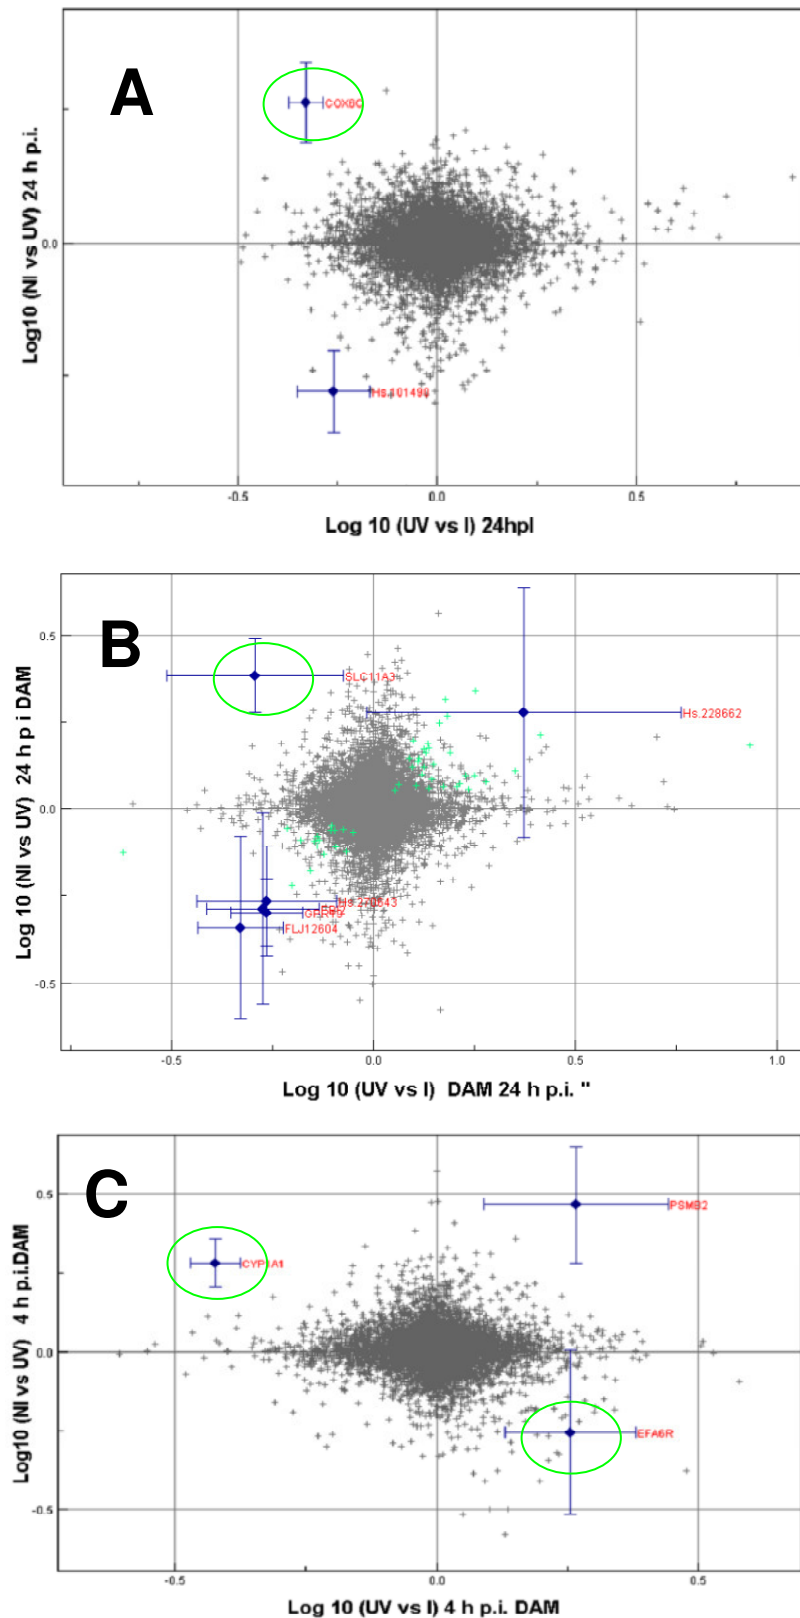 A
COX6C
Log10 (NI vs UV) 24 h p.i.
0.0
Hs.101490
-0.5
0.0
0.5
Log 10 (UV vs I) 24hpI
B
0.5
SLC11A3
Hs.228662
Log 10 (NI vs UV) 24 h p i DAM
0.0
FLJ12604
-0.5
-0.5
0.0
0.5
1.0
Log 10 (UV vs I) DAM 24 h p.i. "
C
0.5
PSMB2
CYP1A1
Log10 (NI vs UV) 4 h p.i.DAM
0.0
EFA6R
-0.5
-0.5
0.0
0.5
Log 10 (UV vs I) 4 h p.i. DAM